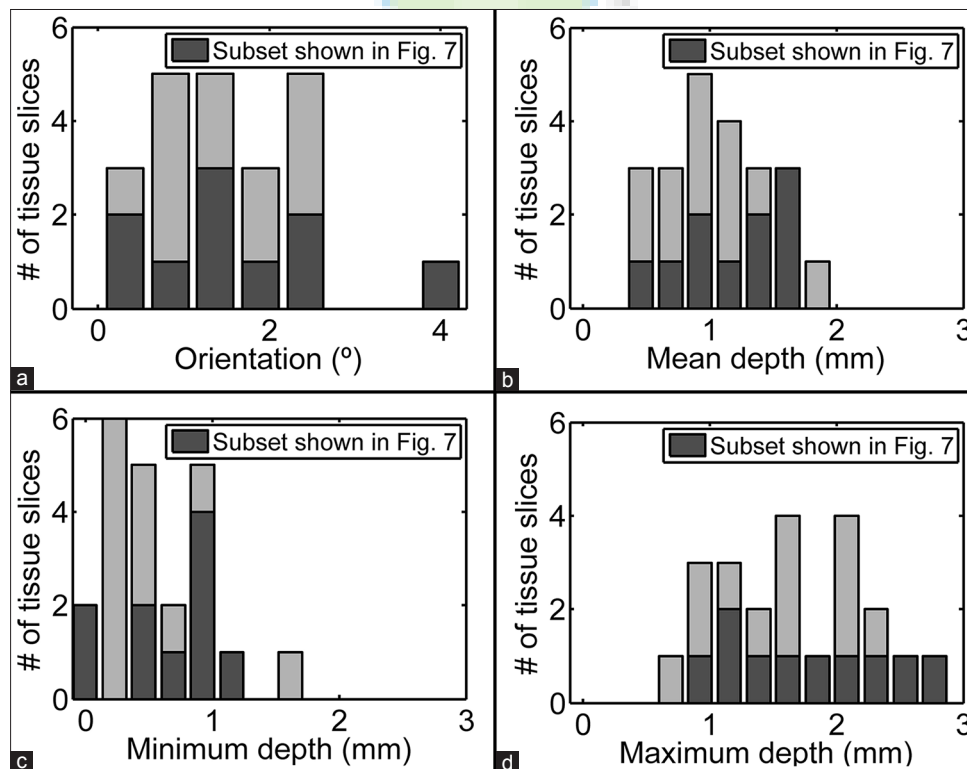 6
4
2
0
# of tissue slices
Subset shown in Fig. 7
0 2 4
Orientation (º)
a
6
4
2
0
# of tissue slices
Subset shown in Fig. 7
0 1 2 3
Mean depth (mm)
b
6
4
2
0
# of tissue slices
Subset shown in Fig. 7
0 1 2 3
Minimum depth (mm)
c
6
4
2
0
# of tissue slices
Subset shown in Fig. 7
0 1 2 3
Maximum depth (mm)
d